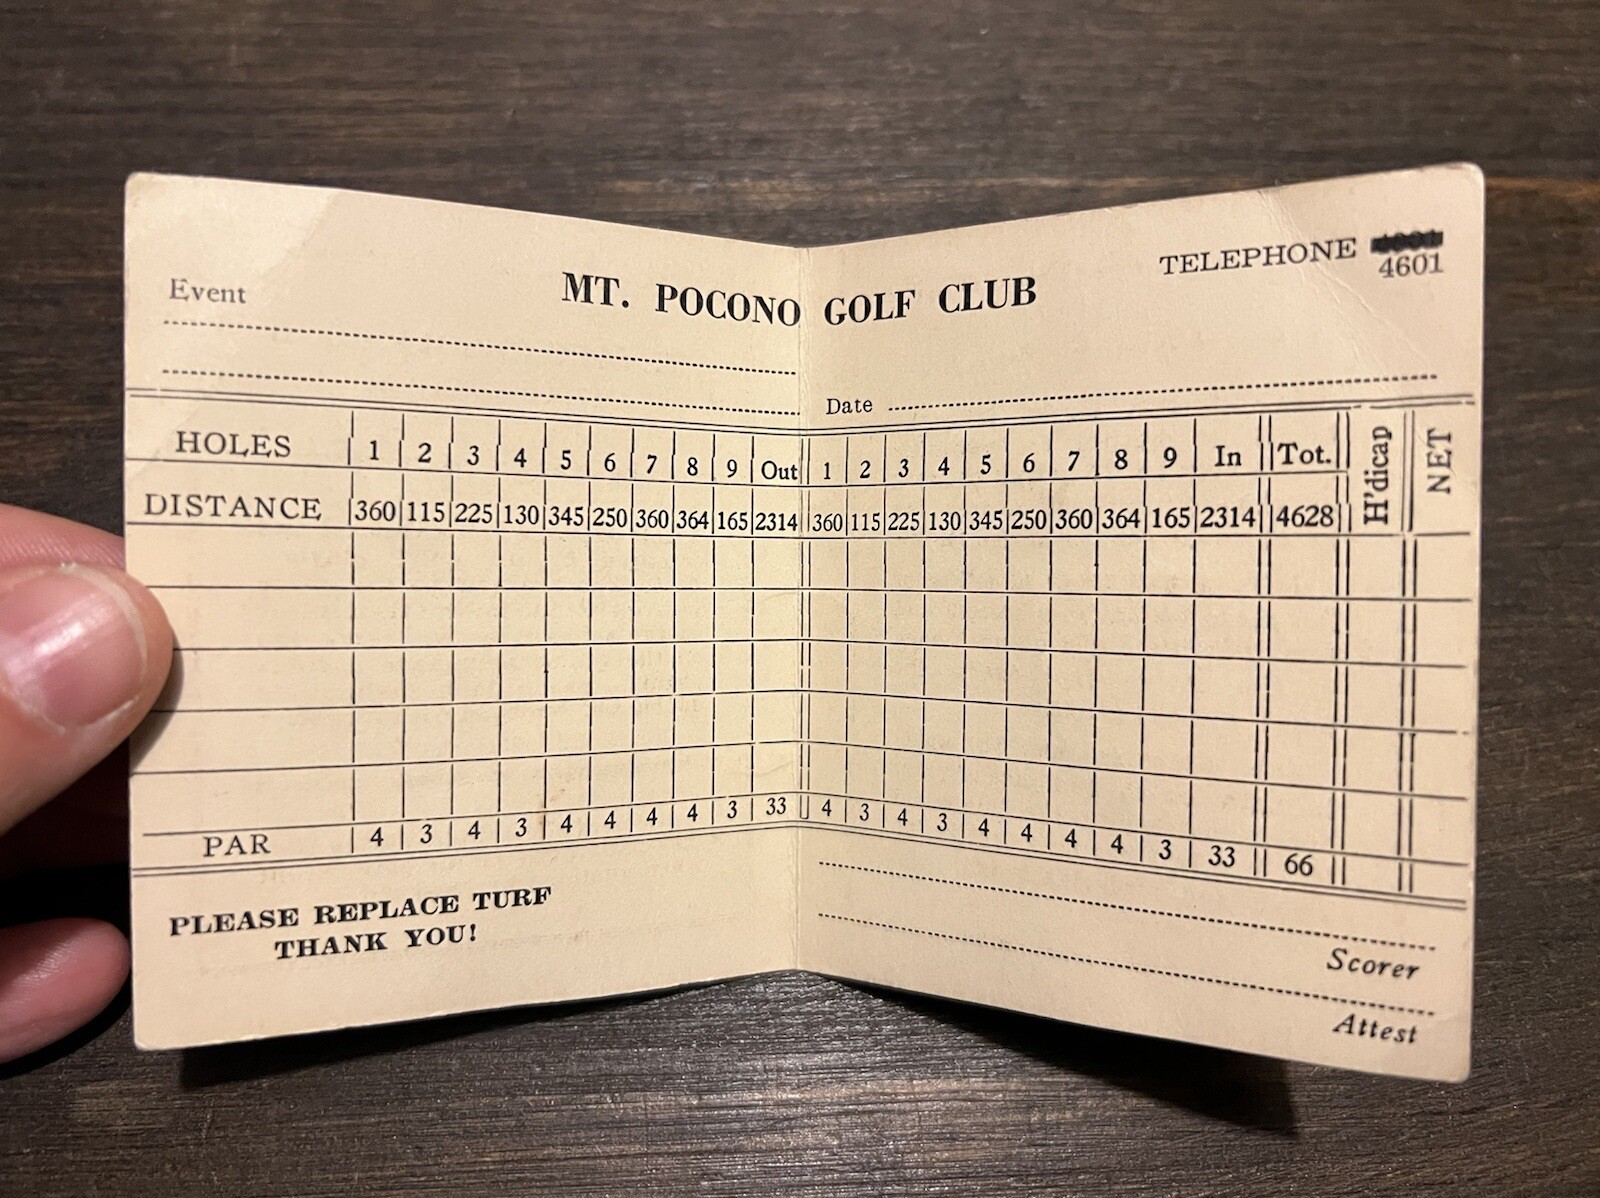 TELEPHONE
4601
MT. POCONO GOLF CLUB
Event
Date
HOLES 1 2 3 4 5 6 7 8 9 Out 1 2 3 4 5 6 7 8 9 In Tot. H'dicap NET
DISTANCE 360 115 225 130 345 250 360 364 165 2314 360 115 225 130 345 250 360 364 165 2314 4628
PAR 4 3 4 3 4 4 4 4 3 33 4 3 4 3 4 4 4 4 3 33 66
PLEASE REPLACE TURF
THANK YOU!
Scorer
Attest